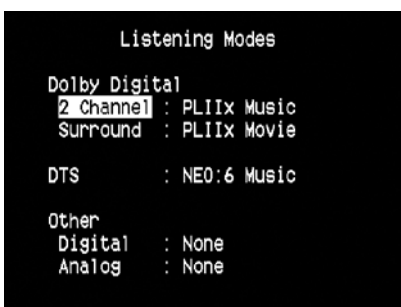 Listening Modes
Dolby Digital
2 Channel : PLIIx Music
Surround : PLIIx Movie
DTS : NEO:6 Music
Other
Digital : None
Analog : None